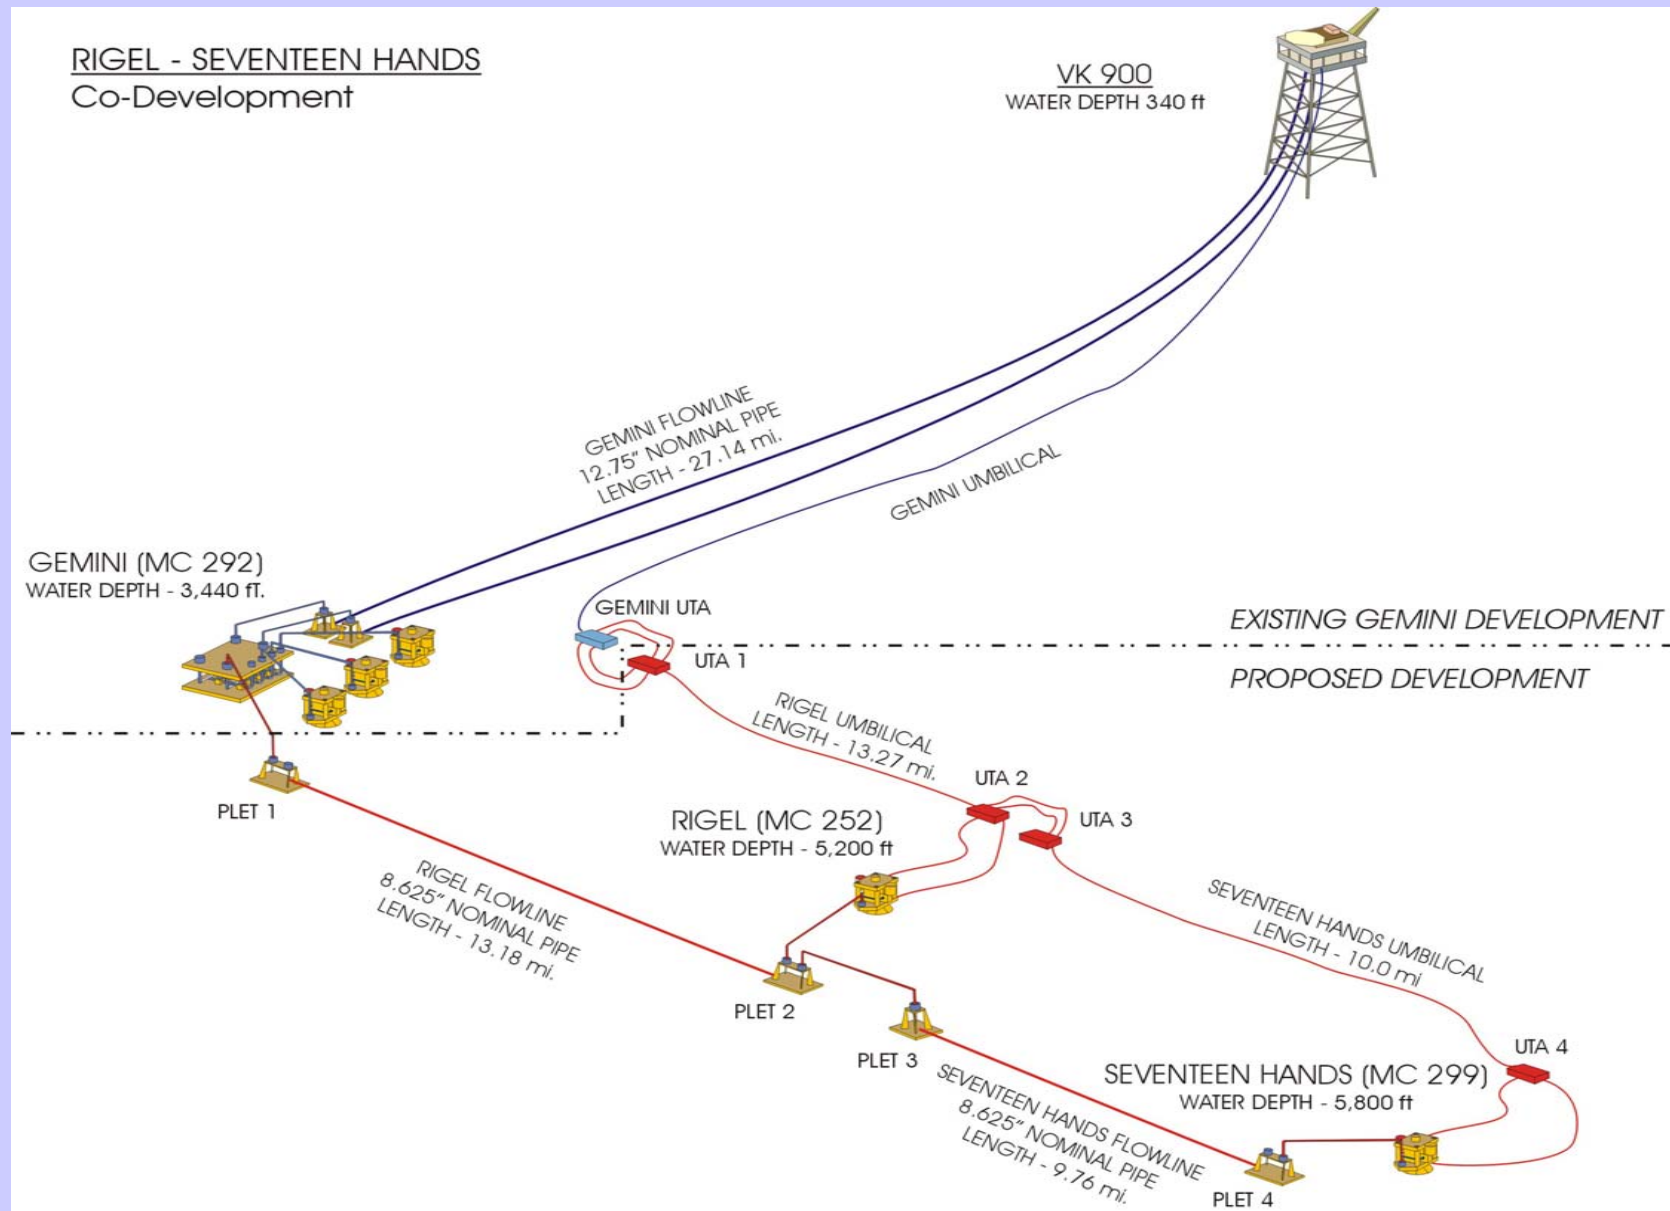 RIGEL - SEVENTEEN HANDS
Co-Development
VK 900
WATER DEPTH 340 ft
GEMINI FLOWLINE
12.75" NOMINAL PIPE
LENGTH - 27.14 mi.
GEMINI UMBILICAL
GEMINI (MC 292)
WATER DEPTH - 3,440 fT.
GEMINI UTA
EXISTING GEMINI DEVELOPMENT
UTA 1
PROPOSED DEVELOPMENT
RIGEL UMBILICAL
LENGTH - 13.27 mi.
UTA 2
PLET 1
RIGEL (MC 252)
WATER DEPTH - 5,200 ft
UTA 3
RIGEL FLOWLINE
8.625" NOMINAL PIPE
LENGTH - 13.18 mi.
SEVENTEEN HANDS UMBILICAL
LENGTH - 10.0 mi
PLET 2
PLET 3
UTA 4
SEVENTEEN HANDS (MC 299)
WATER DEPTH - 5,800 ft
SEVENTEEN HANDS FLOWLINE
8.625" NOMINAL PIPE
LENGTH - 9.76 mi.
PLET 4